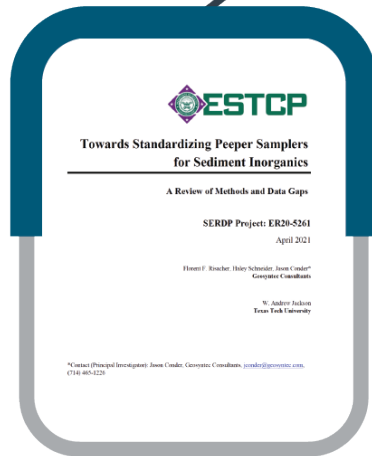 ESTCP
Towards Standardizing Peeper Samplers
for Sediment Inorganics
A Review of Methods and Data Gaps
SERDP Project: ER20-5261
April 2021
Florent F. Risacher, Haley Schneider, Jason Conder*
Geosyntec Consultants
W. Andrew Jackson
Texas Tech University
*Contact (Principal Investigator): Jason Conder, Geosyntec Consultants, jconder@geosyntec.com,
(714) 465-1226